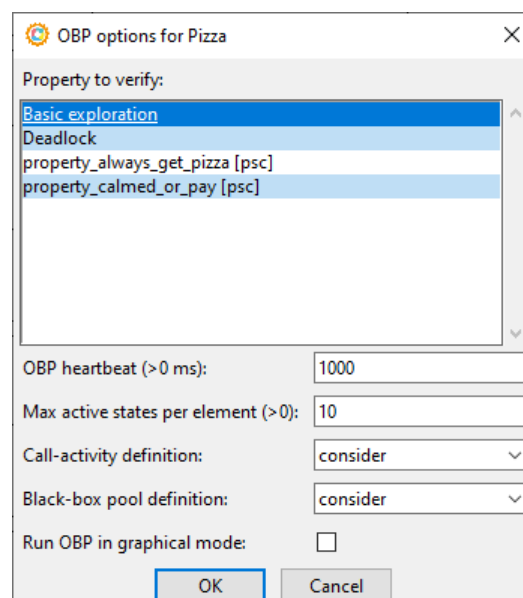 OBP options for Pizza
Property to verify:
Basic exploration
Deadlock
property_always_get_pizza [psc]
property_calmed_or_pay [psc]
OBP heartbeat (>0 ms): 1000
Max active states per element (>0): 10
Call-activity definition: consider
Black-box pool definition: consider
Run OBP in graphical mode:
OK Cancel